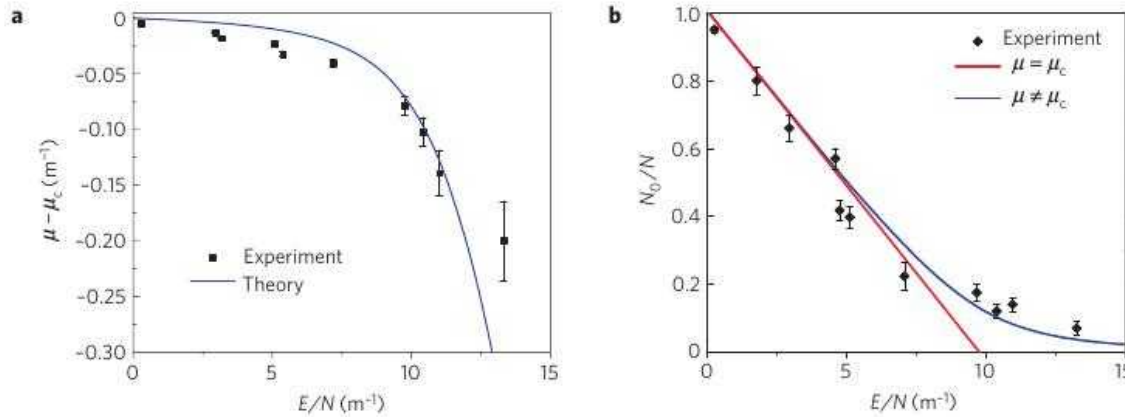 a
0
−0.05
−0.10
−0.15
−0.20
−0.25
−0.30
μ − μc (m⁻¹)
Experiment
Theory
0
5
10
15
E/N (m⁻¹)
b
1.0
0.8
0.6
0.4
0.2
0
N₀/N
Experiment
μ = μc
μ ≠ μc
0
5
10
15
E/N (m⁻¹)